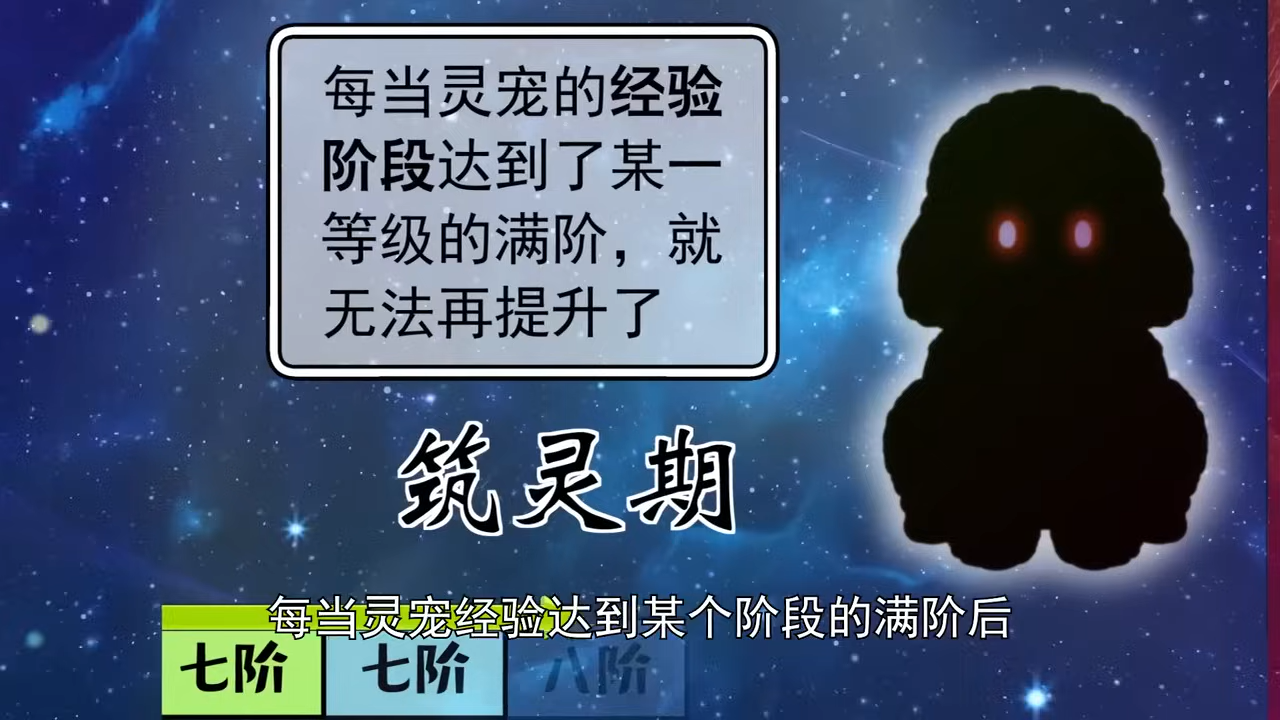 每当灵宠的经验
阶段达到了某一
等级的满阶，就
无法再提升了
筑灵期
每当灵宠经验达到某个阶段的满阶后
七阶 七阶 八阶